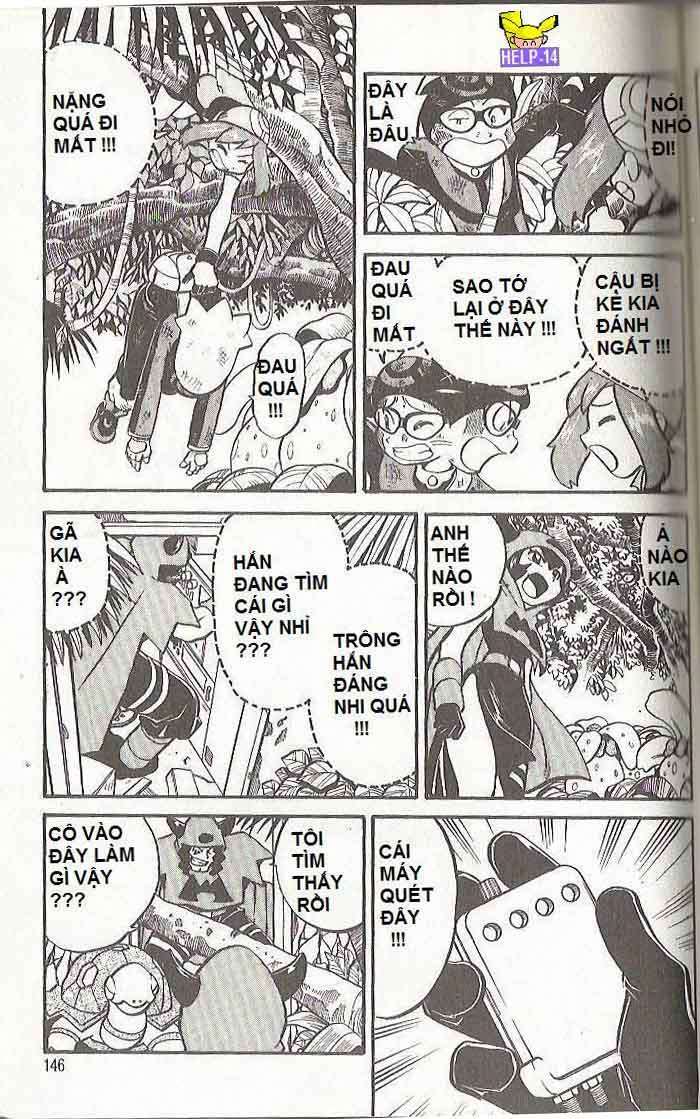 HELP-14
NẶNG
QUÁ ĐI
MẤT !!!
ĐAU
QUÁ
!!!
ĐÂY
LÀ
ĐÂU
NÓI
NHỎ
ĐI!
ĐAU
QUÁ
ĐI
MẤT
SAO TỚ
LẠI Ở ĐÂY
THẾ NÀY !!!
CẬU BỊ
KẺ KIA
ĐÁNH
NGẤT !!!
GÃ
KIA
À
???
HẮN
ĐANG TÌM
CÁI GÌ
VẬY NHỈ
???
TRÔNG
HẮN
ĐÁNG
NHI QUÁ
!!!
ANH
THẾ
NÀO
RỒI !
Ả
NÀO
KIA
CÔ VÀO
ĐÂY LÀM
GÌ VẬY
???
TÔI
TÌM
THẤY
RỒI
CÁI
MÁY
QUÉT
ĐÂY
!!!
146